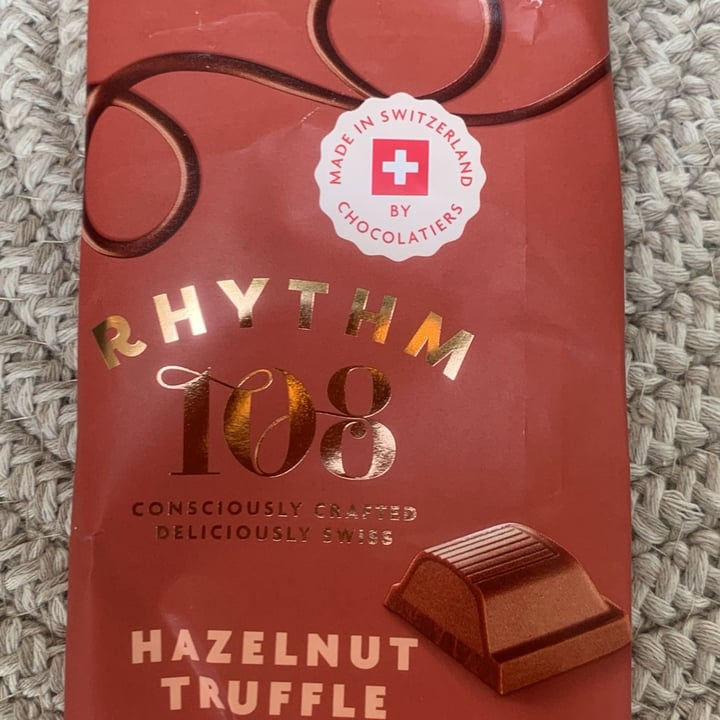 MADE IN SWITZERLAND
BY
CHOCOLATIERS
RHYTHM
108
CONSCIOUSLY CRAFTED
DELICIOUSLY SWISS
HAZELNUT
TRUFFLE